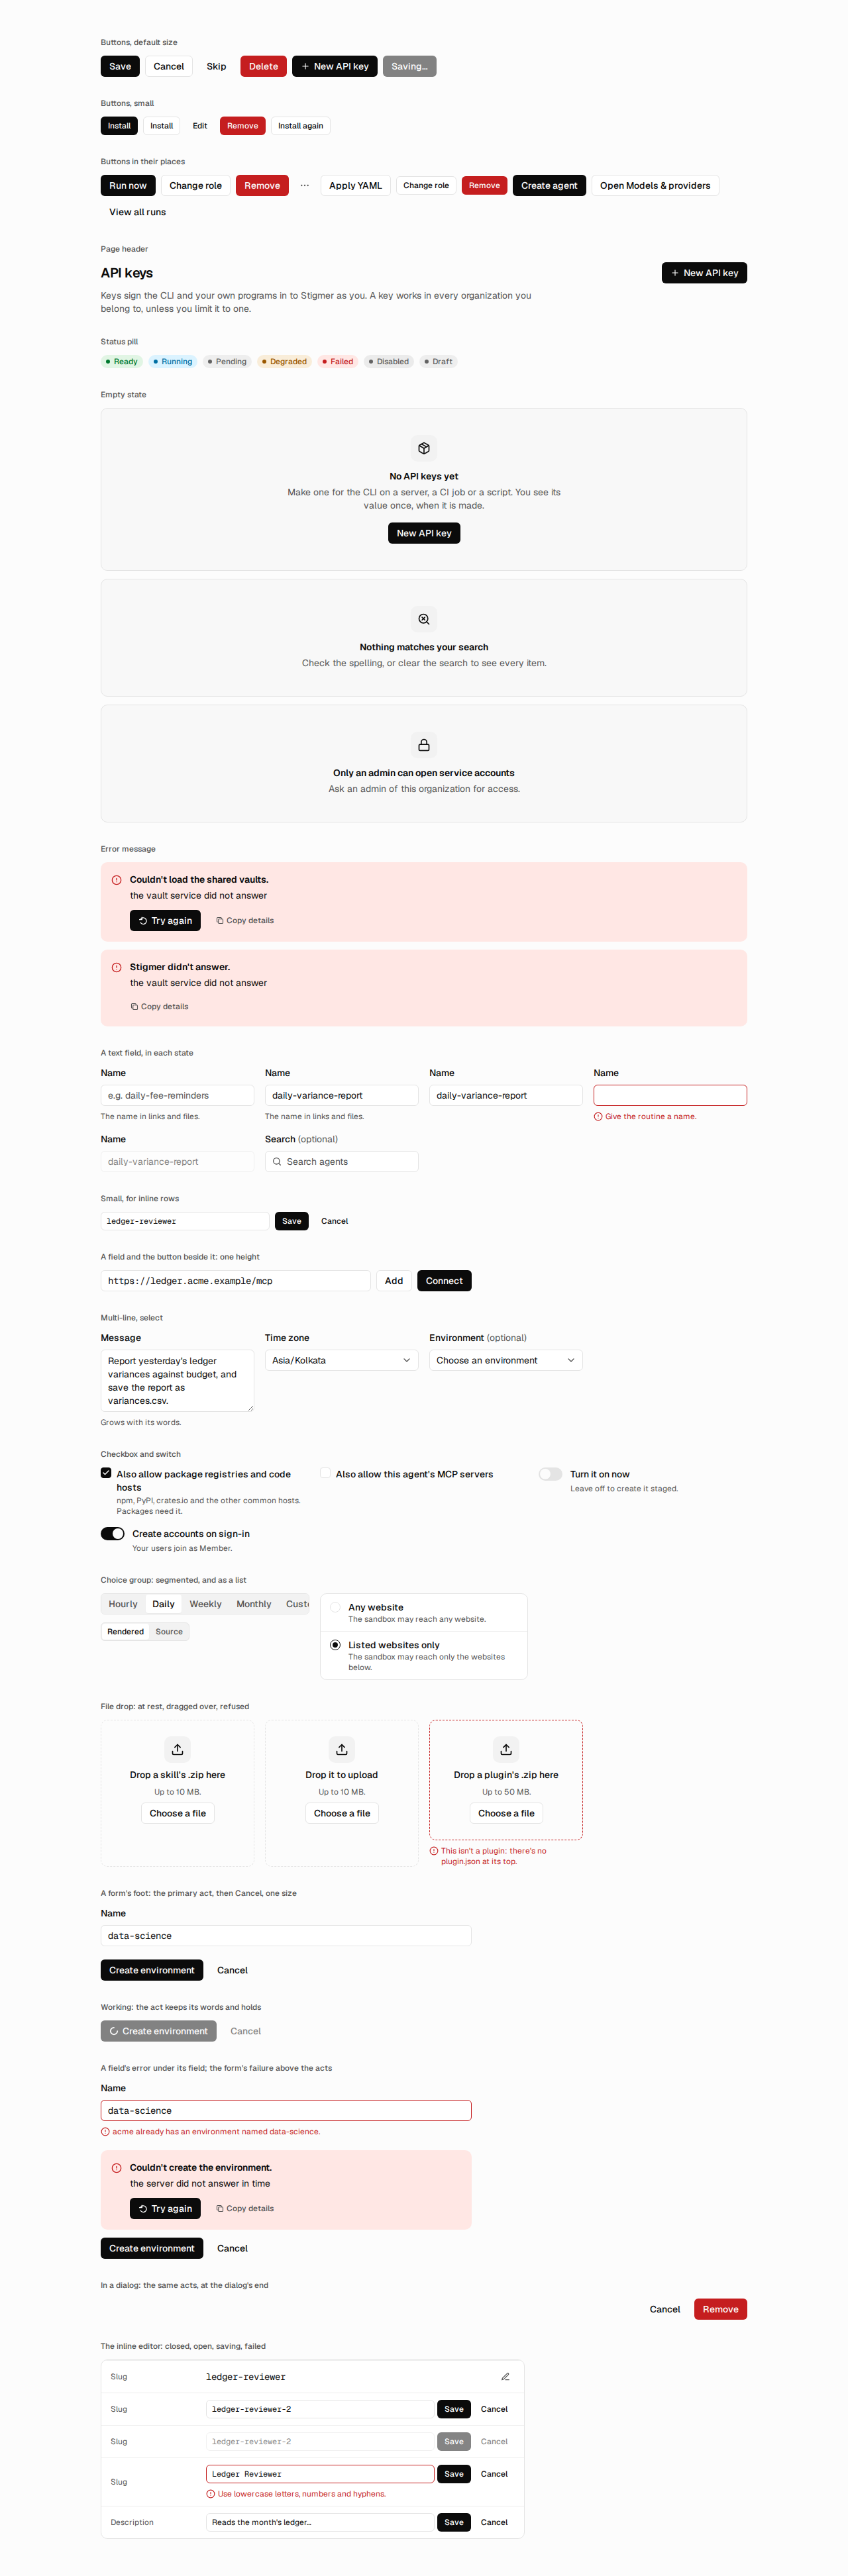 Buttons, default size
Save Cancel Skip Delete + New API key Saving...
Buttons, small
Install Install Edit Remove Install again
Buttons in their places
Run now Change role Remove ··· Apply YAML Change role Remove Create agent Open Models & providers
View all runs
Page header
API keys + New API key
Keys sign the CLI and your own programs in to Stigmer as you. A key works in every organization you
belong to, unless you limit it to one.
Status pill
Ready Running Pending Degraded Failed Disabled Draft
Empty state
No API keys yet
Make one for the CLI on a server, a CI job or a script. You see its
value once, when it is made.
New API key
Nothing matches your search
Check the spelling, or clear the search to see every item.
Only an admin can open service accounts
Ask an admin of this organization for access.
Error message
Couldn't load the shared vaults.
the vault service did not answer
Try again Copy details
Stigmer didn't answer.
the vault service did not answer
Copy details
A text field, in each state
Name Name Name Name
e.g. daily-fee-reminders daily-variance-report daily-variance-report
The name in links and files. The name in links and files. Give the routine a name.
Name Search (optional)
daily-variance-report Search agents
Small, for inline rows
ledger-reviewer Save Cancel
A field and the button beside it: one height
https://ledger.acme.example/mcp Add Connect
Multi-line, select
Message Time zone Environment (optional)
Report yesterday's ledger Asia/Kolkata Choose an environment
variances against budget, and
save the report as
variances.csv.
Grows with its words.
Checkbox and switch
Also allow package registries and code Also allow this agent's MCP servers Turn it on now
hosts Leave off to create it staged.
npm, PyPI, crates.io and the other common hosts.
Packages need it.
Create accounts on sign-in
Your users join as Member.
Choice group: segmented, and as a list
Hourly Daily Weekly Monthly Custo
Any website
The sandbox may reach any website.
Rendered Source
Listed websites only
The sandbox may reach only the websites
below.
File drop: at rest, dragged over, refused
Drop a skill's .zip here Drop it to upload Drop a plugin's .zip here
Up to 10 MB. Up to 10 MB. Up to 50 MB.
Choose a file Choose a file Choose a file
This isn't a plugin: there's no
plugin.json at its top.
A form's foot: the primary act, then Cancel, one size
Name
data-science
Create environment Cancel
Working: the act keeps its words and holds
Create environment Cancel
A field's error under its field; the form's failure above the acts
Name
data-science
acme already has an environment named data-science.
Couldn't create the environment.
the server did not answer in time
Try again Copy details
Create environment Cancel
In a dialog: the same acts, at the dialog's end
Cancel Remove
The inline editor: closed, open, saving, failed
Slug ledger-reviewer
Slug ledger-reviewer-2 Save Cancel
Slug ledger-reviewer-2 Save Cancel
Slug Ledger Reviewer Save Cancel
Use lowercase letters, numbers and hyphens.
Description Reads the month's ledger... Save Cancel